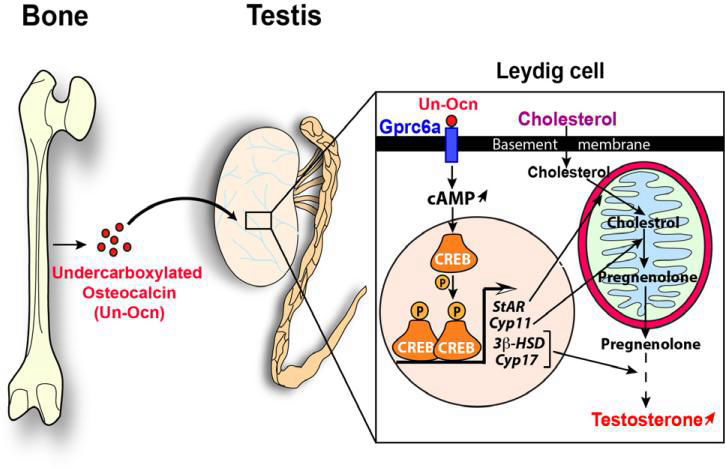 Bone
Testis
Leydig cell
Un-Ocn
Gprc6a
Cholesterol
Basement membrane
Cholesterol
cAMP
Cholestrol
CREB
P
Undercarboxylated
Osteocalcin
(Un-Ocn)
Pregnenolone
P P
StAR
Cyp11
CREB CREB
3β-HSD
Cyp17
Pregnenolone
Testosterone